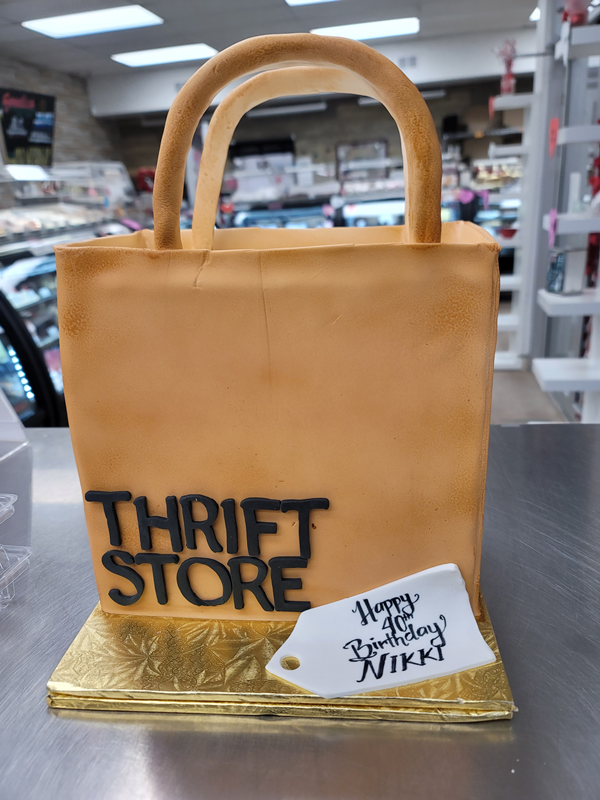 THRIFT
STORE
Happy
40th
Birthday
NIKKI